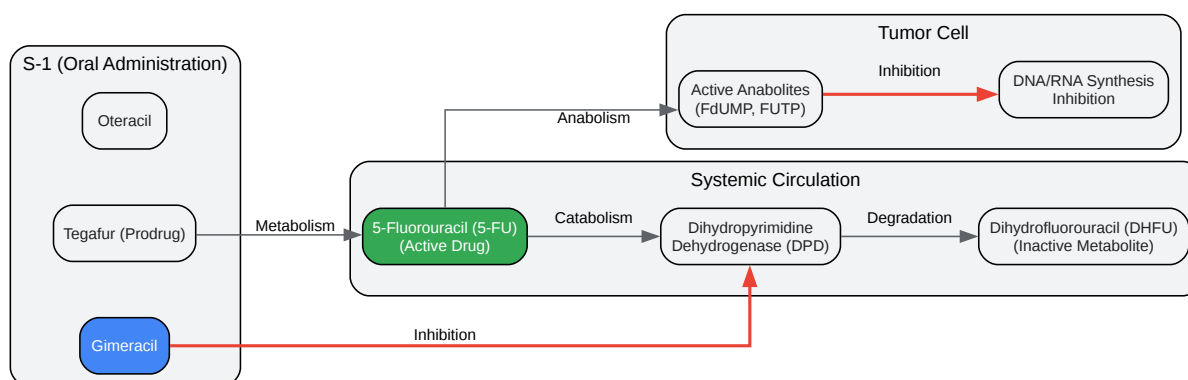 Tumor Cell
S-1 (Oral Administration)
Inhibition
Active Anabolites
(FdUMP, FUTP)
DNA/RNA Synthesis
Inhibition
Oteracil
Anabolism
Systemic Circulation
Tegafur (Prodrug)
Metabolism
5-Fluorouracil (5-FU)
(Active Drug)
Catabolism
Dihydropyrimidine
Dehydrogenase (DPD)
Degradation
Dihydrofluorouracil (DHFU)
(Inactive Metabolite)
Gimeracil
Inhibition